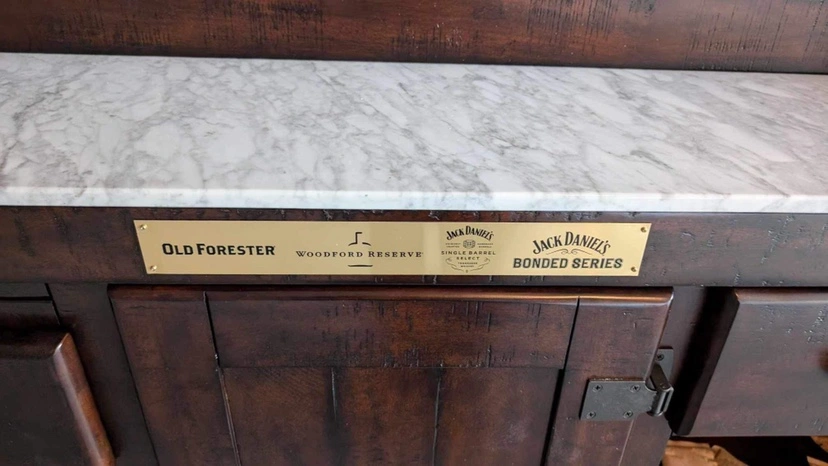 OLD FORESTER
WOODFORD RESERVE
JACK DANIEL'S
SINGLE BARREL
SELECT
JACK DANIEL'S
BONDED SERIES